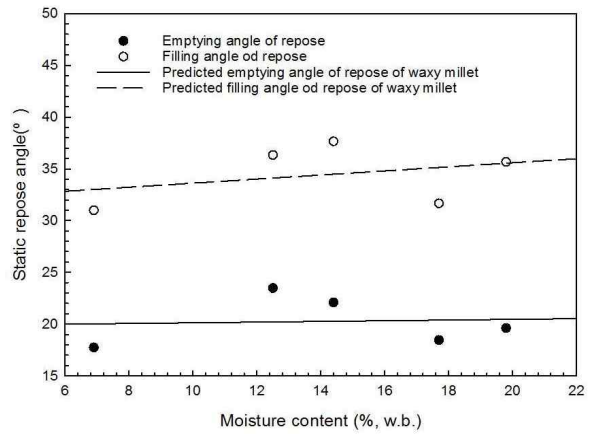 50
45
40
35
30
25
20
15
Static repose angle(º )
Emptying angle of repose
Filling angle od repose
Predicted emptying angle of repose of waxy millet
Predicted filling angle od repose of waxy millet
6 8 10 12 14 16 18 20 22
Moisture content (%, w.b.)